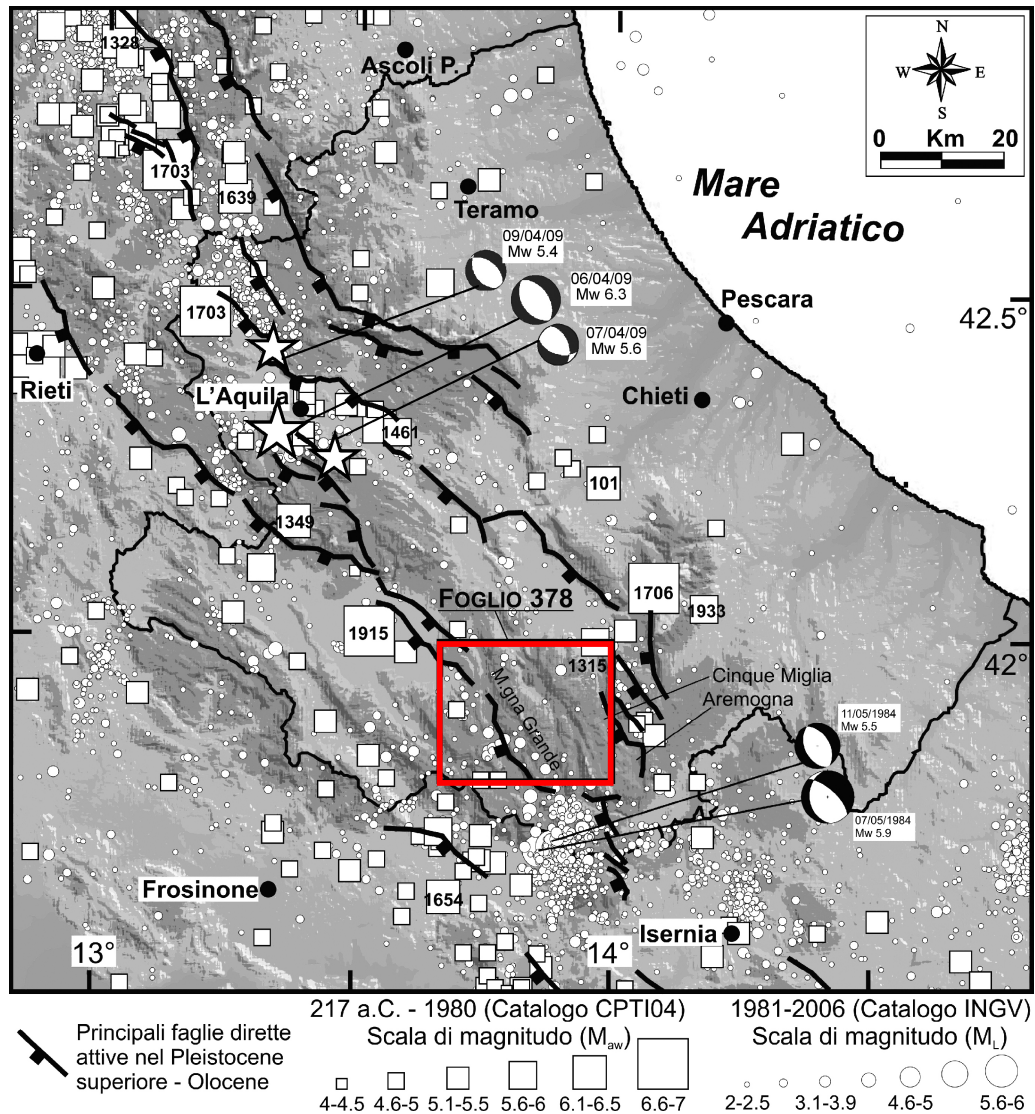 1328
Ascoli P.
N
W E
S
0 Km 20
1703
1639
Teramo
Mare
Adriatico
09/04/09
Mw 5.4
06/04/09
Mw 6.3
07/04/09
Mw 5.6
1703
Pescara
42.5°
Rieti
L'Aquila
Chieti
1461
101
1349
1706
1933
FOGLIO 378
1915
1315
42°
M.gna Grande
Cinque Miglia
Aremogna
11/05/1984
Mw 5.5
07/05/1984
Mw 5.9
Frosinone
1654
Isernia
13°
14°
Principali faglie dirette
attive nel Pleistocene
superiore - Olocene
217 a.C. - 1980 (Catalogo CPTI04)
Scala di magnitudo (Maw)
4-4.5 4.6-5 5.1-5.5 5.6-6 6.1-6.5 6.6-7
1981-2006 (Catalogo INGV)
Scala di magnitudo (ML)
2-2.5 3.1-3.9 4.6-5 5.6-6